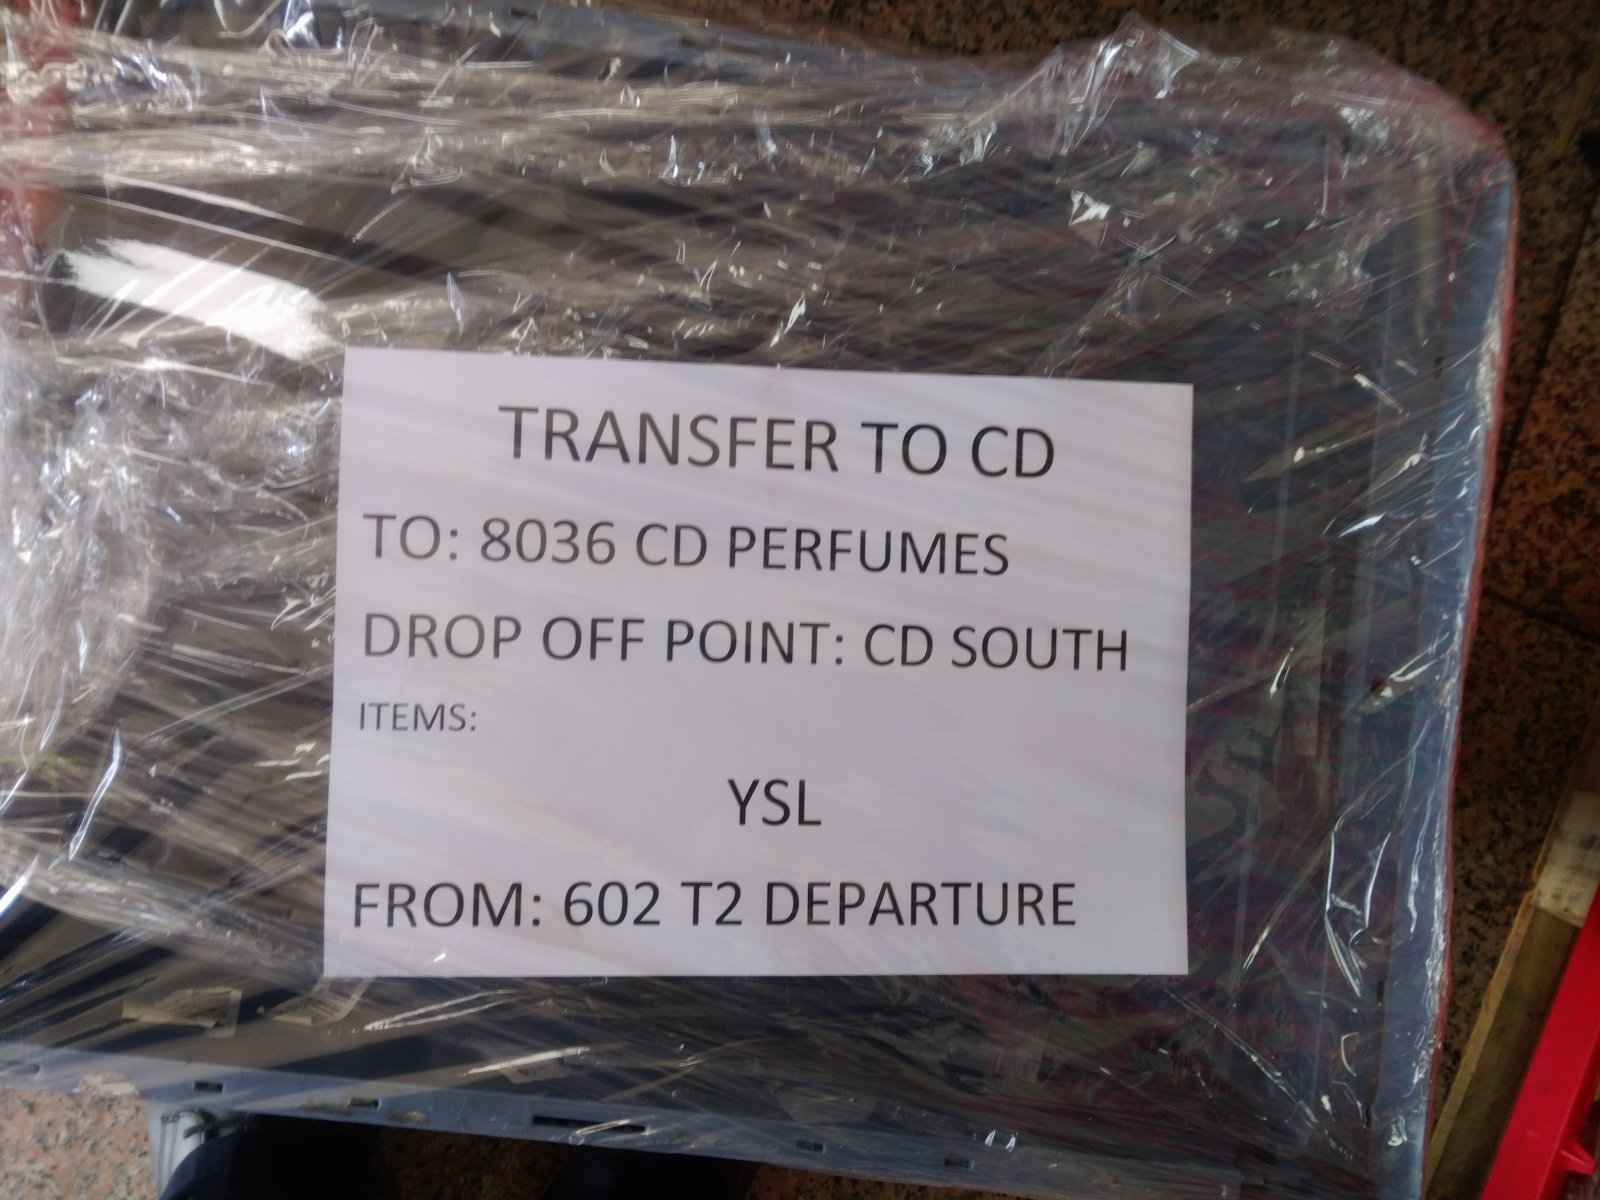 TRANSFER TO CD
TO: 8036 CD PERFUMES
DROP OFF POINT: CD SOUTH
ITEMS:
YSL
FROM: 602 T2 DEPARTURE